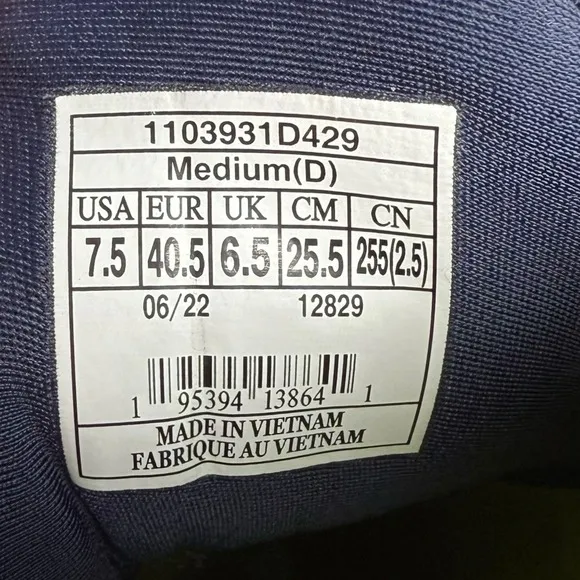 1103931D429
Medium(D)
USA EUR UK CM CN
7.5 40.5 6.5 25.5 255(2.5)
06/22 12829
1 95394 13864 1
MADE IN VIETNAM
FABRIQUE AU VIETNAM